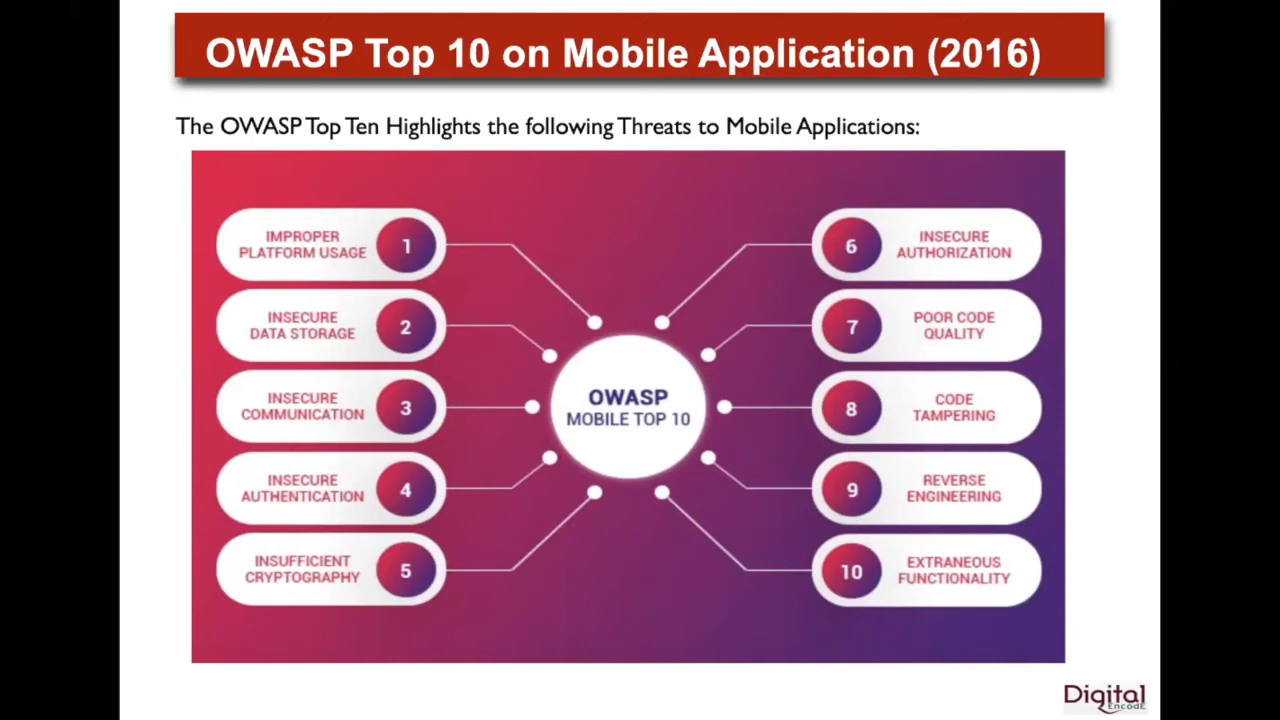 OWASP Top 10 on Mobile Application (2016)
The OWASP Top Ten Highlights the following Threats to Mobile Applications:
IMPROPER
PLATFORM USAGE
1
INSECURE
DATA STORAGE
2
INSECURE
COMMUNICATION
3
INSECURE
AUTHENTICATION
4
INSUFFICIENT
CRYPTOGRAPHY
5
OWASP
MOBILE TOP 10
6
INSECURE
AUTHORIZATION
7
POOR CODE
QUALITY
8
CODE
TAMPERING
9
REVERSE
ENGINEERING
10
EXTRANEOUS
FUNCTIONALITY
Digital
EncodE